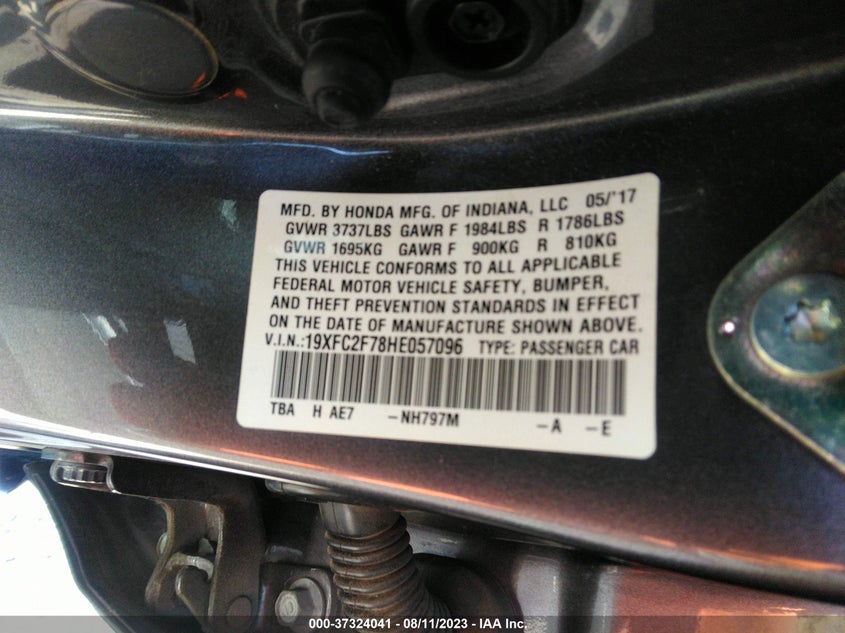 MFD. BY HONDA MFG. OF INDIANA, LLC 05/'17
GVWR 3737LBS GAWR F 1984LBS R 1786LBS
GVWR 1695KG GAWR F 900KG R 810KG
THIS VEHICLE CONFORMS TO ALL APPLICABLE
FEDERAL MOTOR VEHICLE SAFETY, BUMPER,
AND THEFT PREVENTION STANDARDS IN EFFECT
ON THE DATE OF MANUFACTURE SHOWN ABOVE.
V.I.N.:19XFC2F78HE057096 TYPE: PASSENGER CAR
TBA H AE7 -NH797M -A -E
000-37324041 - 08/11/2023 - IAA Inc.